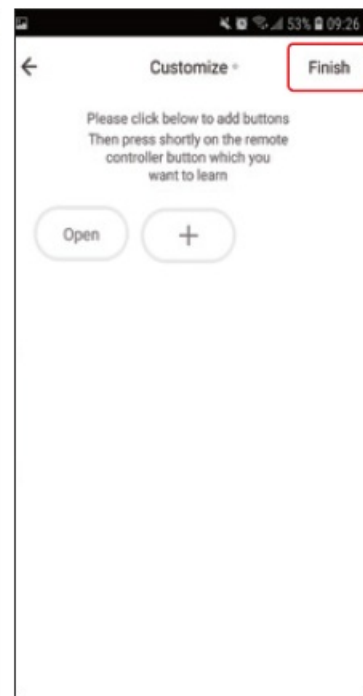 53% 09:26
Customize
Finish
Please click below to add buttons
Then press shortly on the remote
controller button which you
want to learn
Open
+